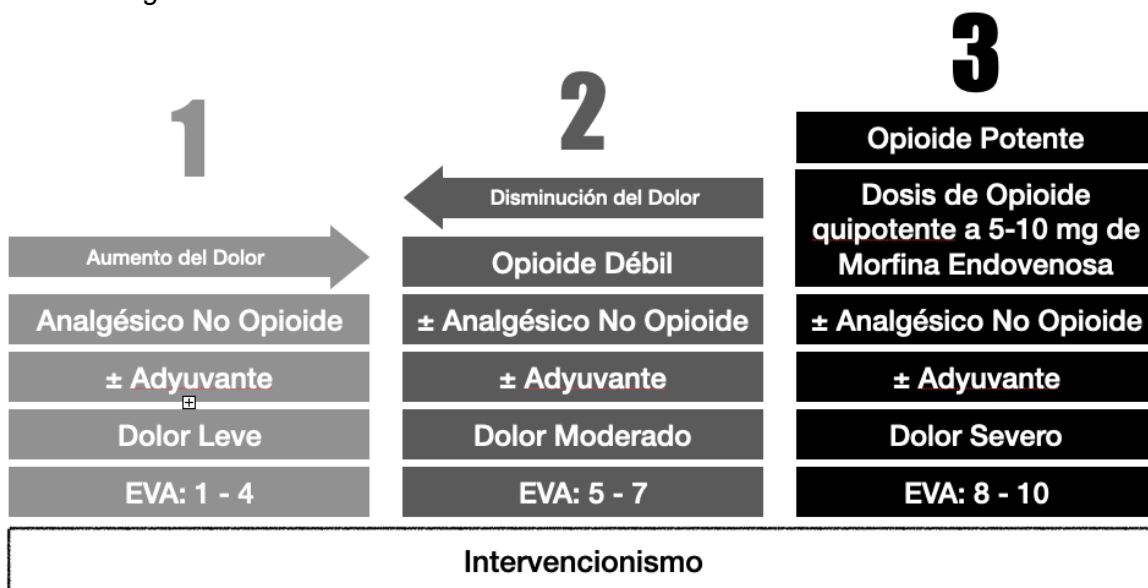 1
Aumento del Dolor
Analgésico No Opioide
± Adyuvante
Dolor Leve
EVA: 1 - 4
2
Disminución del Dolor
Opioide Débil
± Analgésico No Opioide
± Adyuvante
Dolor Moderado
EVA: 5 - 7
3
Opioide Potente
Dosis de Opioide
quipotente a 5-10 mg de
Morfina Endovenosa
± Analgésico No Opioide
± Adyuvante
Dolor Severo
EVA: 8 - 10
Intervencionismo